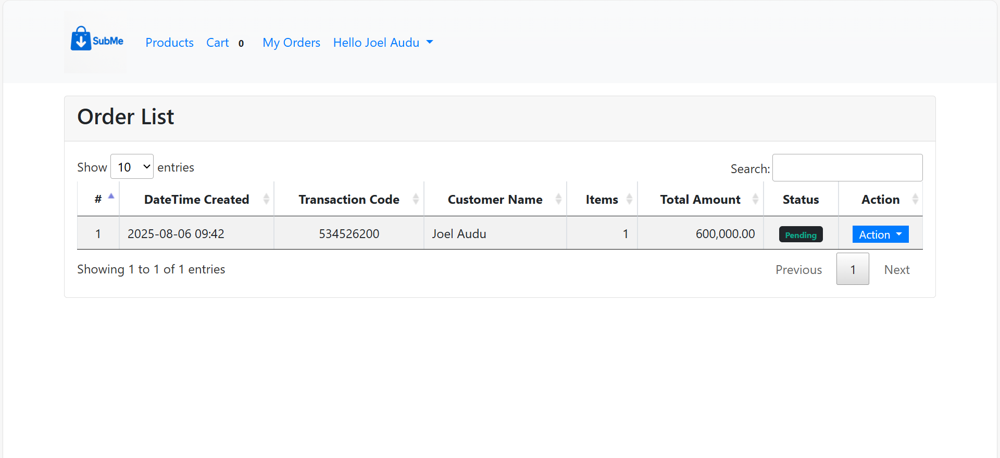 SubMe Products Cart 0 My Orders Hello Joel Audu
Order List
Show 10 entries Search:
# DateTime Created Transaction Code Customer Name Items Total Amount Status Action
1 2025-08-06 09:42 534526200 Joel Audu 1 600,000.00 Pending Action
Showing 1 to 1 of 1 entries Previous 1 Next